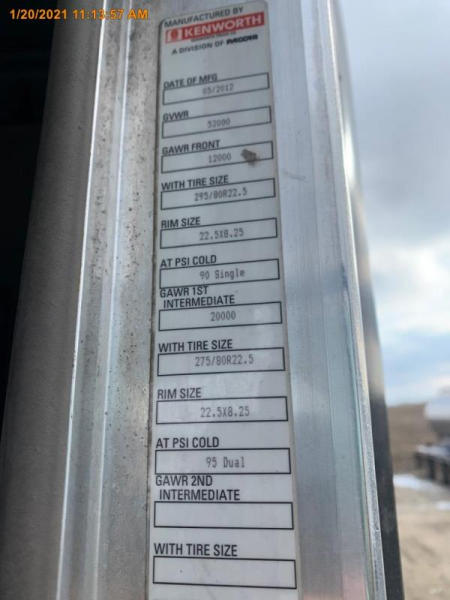 1/20/2021 11:13:57 AM
MANUFACTURED BY
KENWORTH
A DIVISION OF PACCAR
DATE OF MFG
05/2012
GVWR
52000
GAWR FRONT
12000
WITH TIRE SIZE
295/80R22.5
RIM SIZE
22.5X8.25
AT PSI COLD
90 Single
GAWR 1ST
INTERMEDIATE
20000
WITH TIRE SIZE
275/80R22.5
RIM SIZE
22.5X8.25
AT PSI COLD
95 Dual
GAWR 2ND
INTERMEDIATE
WITH TIRE SIZE